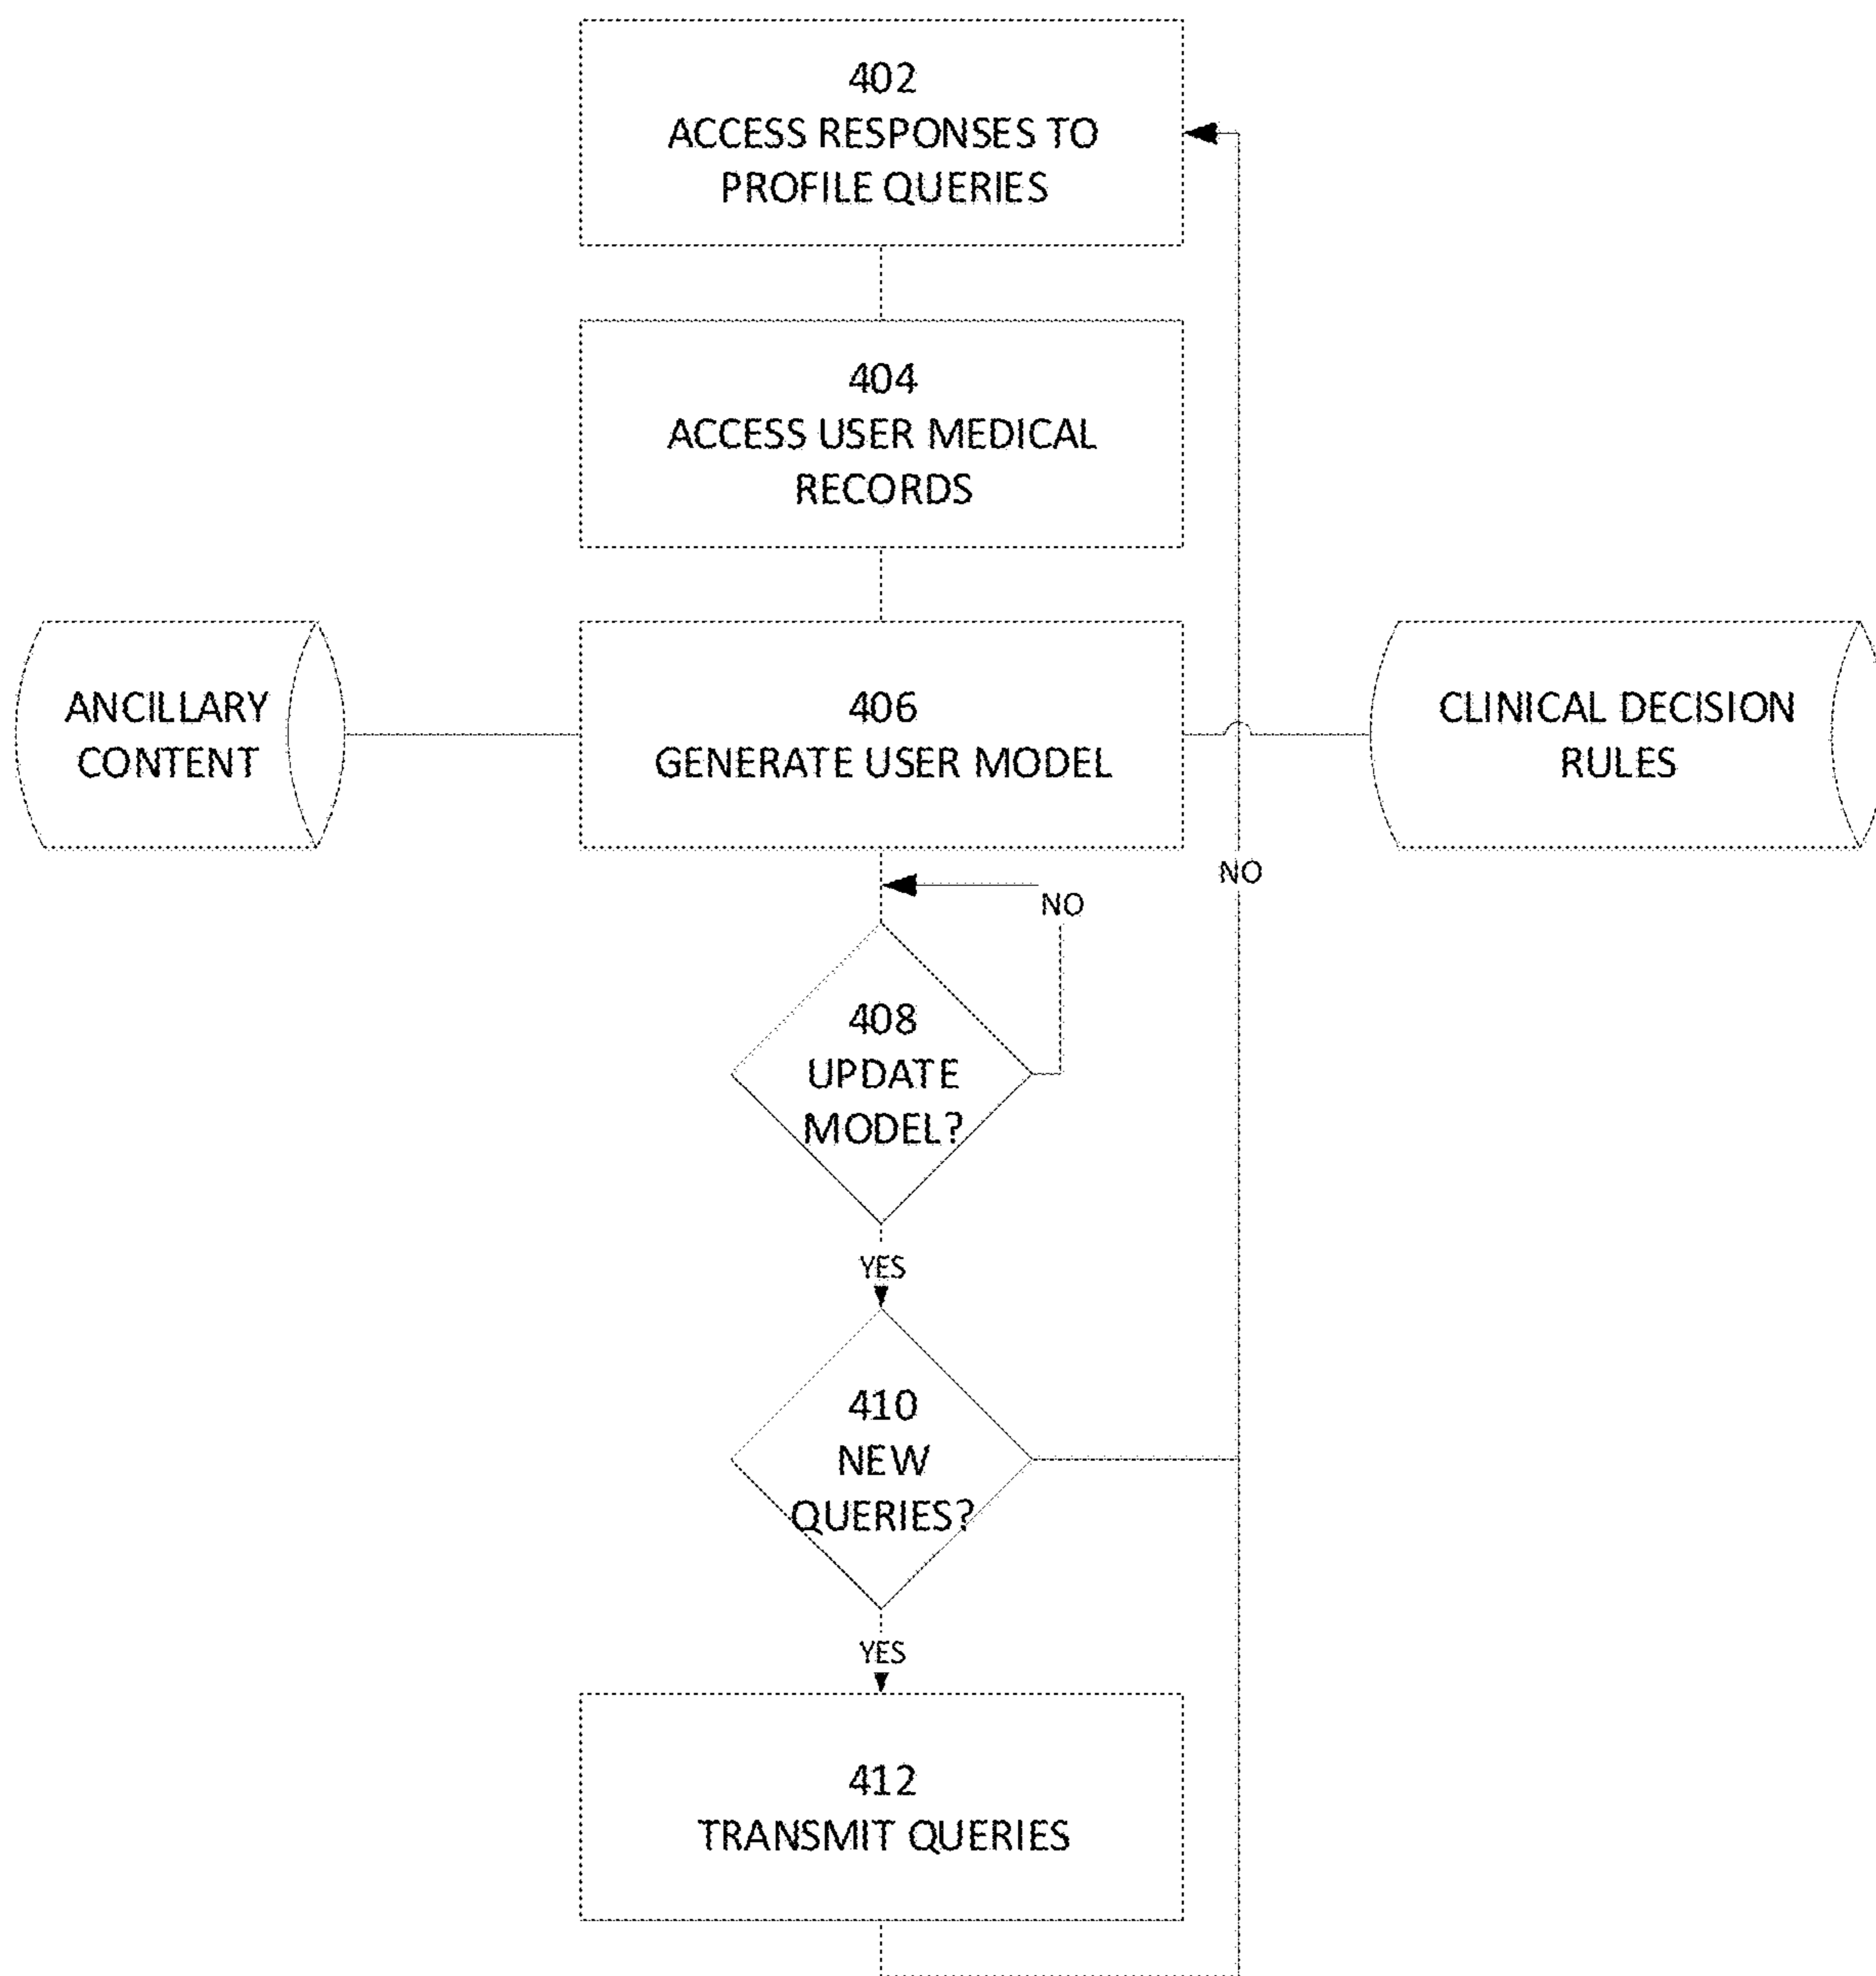 402
ACCESS RESPONSES TO
PROFILE QUERIES
404
ACCESS USER MEDICAL
RECORDS
ANCILLARY
CONTENT
406
GENERATE USER MODEL
CLINICAL DECISION
RULES
NO
NO
408
UPDATE
MODEL?
YES
410
NEW
QUERIES?
YES
412
TRANSMIT QUERIES